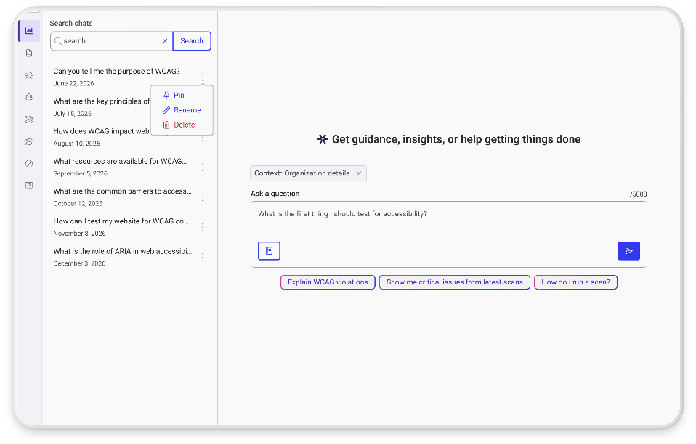 Search chats
search
Search
Can you tell me the purpose of WCAG?
June 22, 2026
What are the key principles of
July 15, 2026
How does WCAG impact web
August 10, 2026
What resources are available for WCAG...
September 5, 2026
What are the common barriers to access...
October 12, 2026
How can I test my website for WCAG co...
November 8, 2026
What is the role of ARIA in web accessibi...
December 3, 2026
Pin
Rename
Delete
Get guidance, insights, or help getting things done
Context: Organization details
Ask a question
/5000
What is the first thing I should test for accessibility?
Explain WCAG violations
Show me critical issues from latest scans
How do I run a scan?